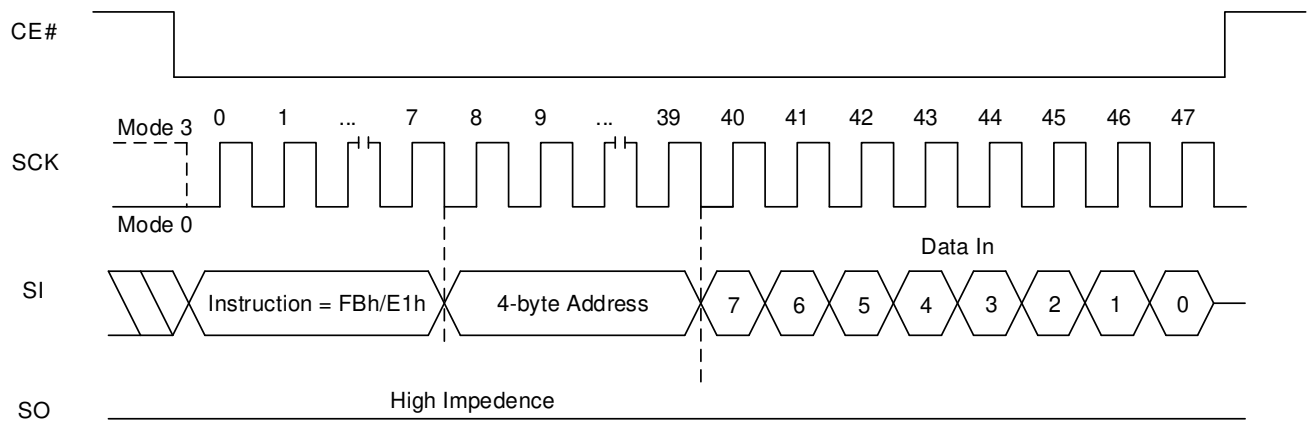 CE#
Mode 3 0 1 ... 7 8 9 ... 39 40 41 42 43 44 45 46 47
SCK
Mode 0
Data In
SI Instruction = FBh/E1h 4-byte Address 7 6 5 4 3 2 1 0
High Impedence
SO